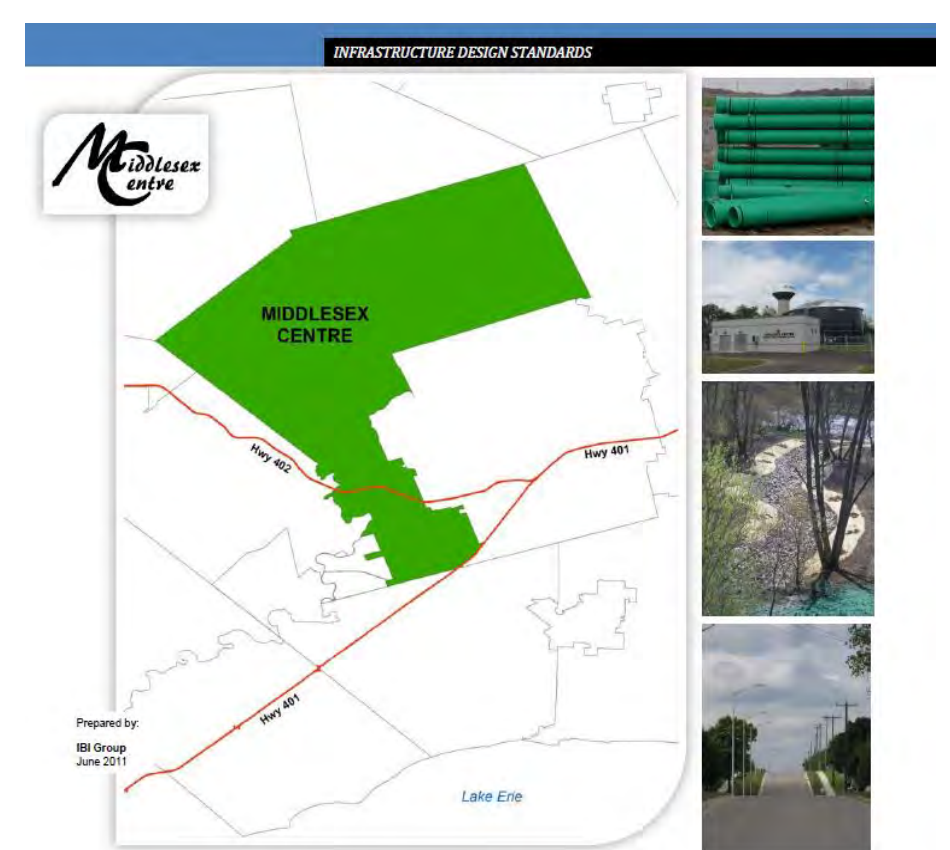 INFRASTRUCTURE DESIGN STANDARDS
Middlesex
Centre
MIDDLESEX
CENTRE
Hwy 402
Hwy 401
Hwy 401
Prepared by:
IBI Group
June 2011
Lake Erie